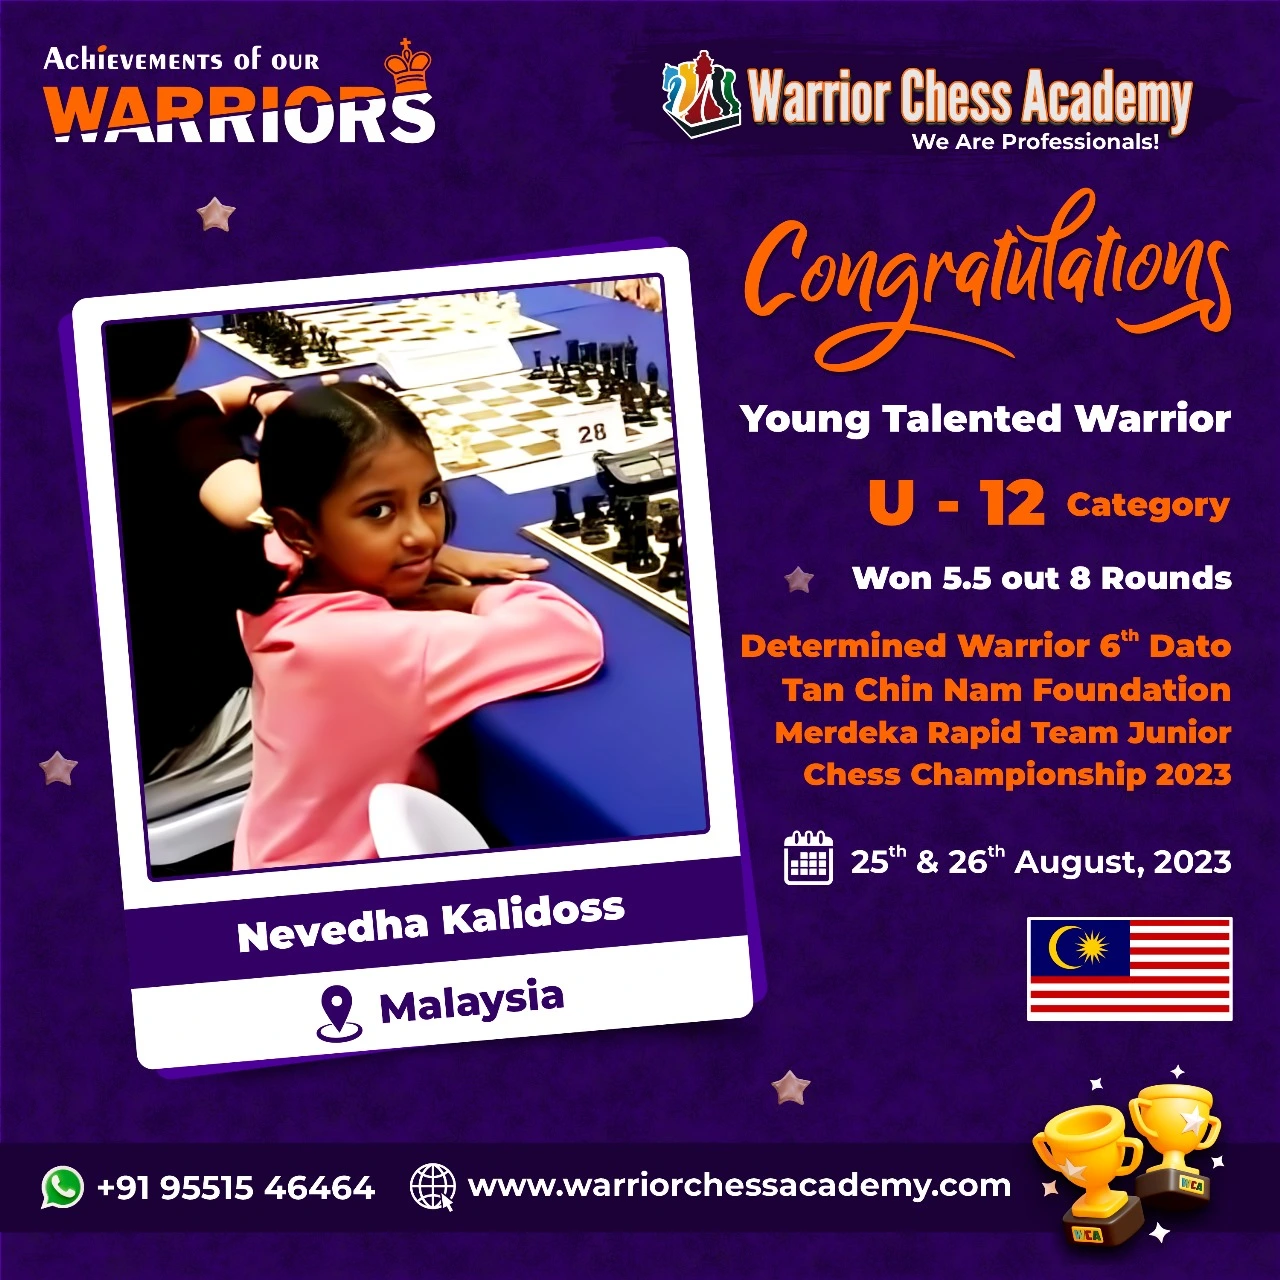 Achievements of our
WARRIORS
Warrior Chess Academy
We Are Professionals!
Congratulations
Young Talented Warrior
U - 12 Category
Won 5.5 out 8 Rounds
Determined Warrior 6th Dato
Tan Chin Nam Foundation
Merdeka Rapid Team Junior
Chess Championship 2023
25th & 26th August, 2023
28
Nevedha Kalidoss
Malaysia
+91 95515 46464
www.warriorchessacademy.com
WCA
WCA